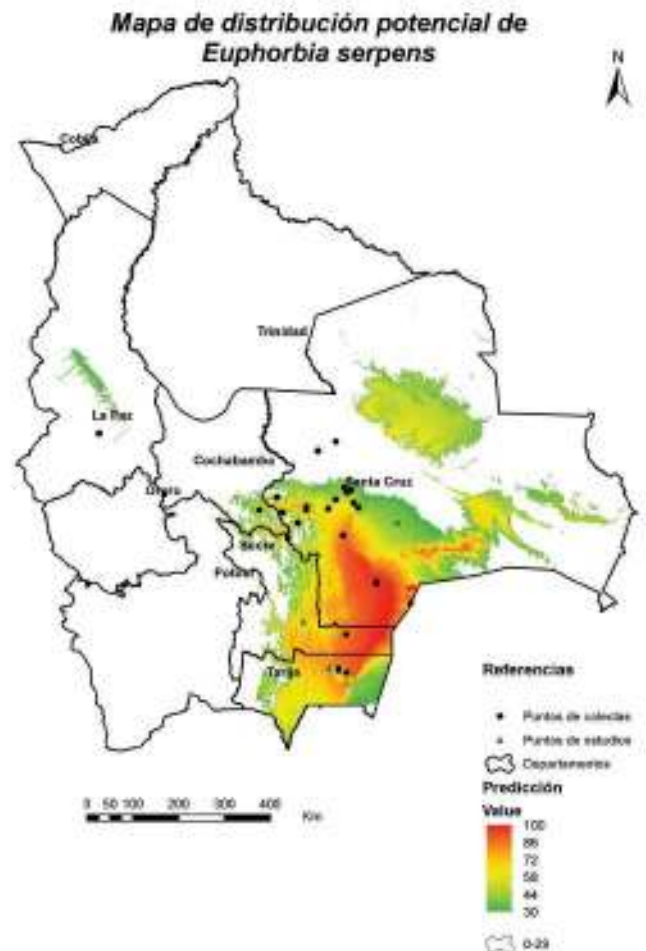 Mapa de distribución potencial de
Euphorbia serpens
N
Cobija
Trinidad
La Paz
Cochabamba
Oruro
Santa Cruz
Sucre
Potosí
Tarija
Referencias
Puntos de colectas
Puntos de estudios
Departamentos
Predicción
Value
100
86
72
58
44
30
0-29
0 50 100 200 300 400
Km